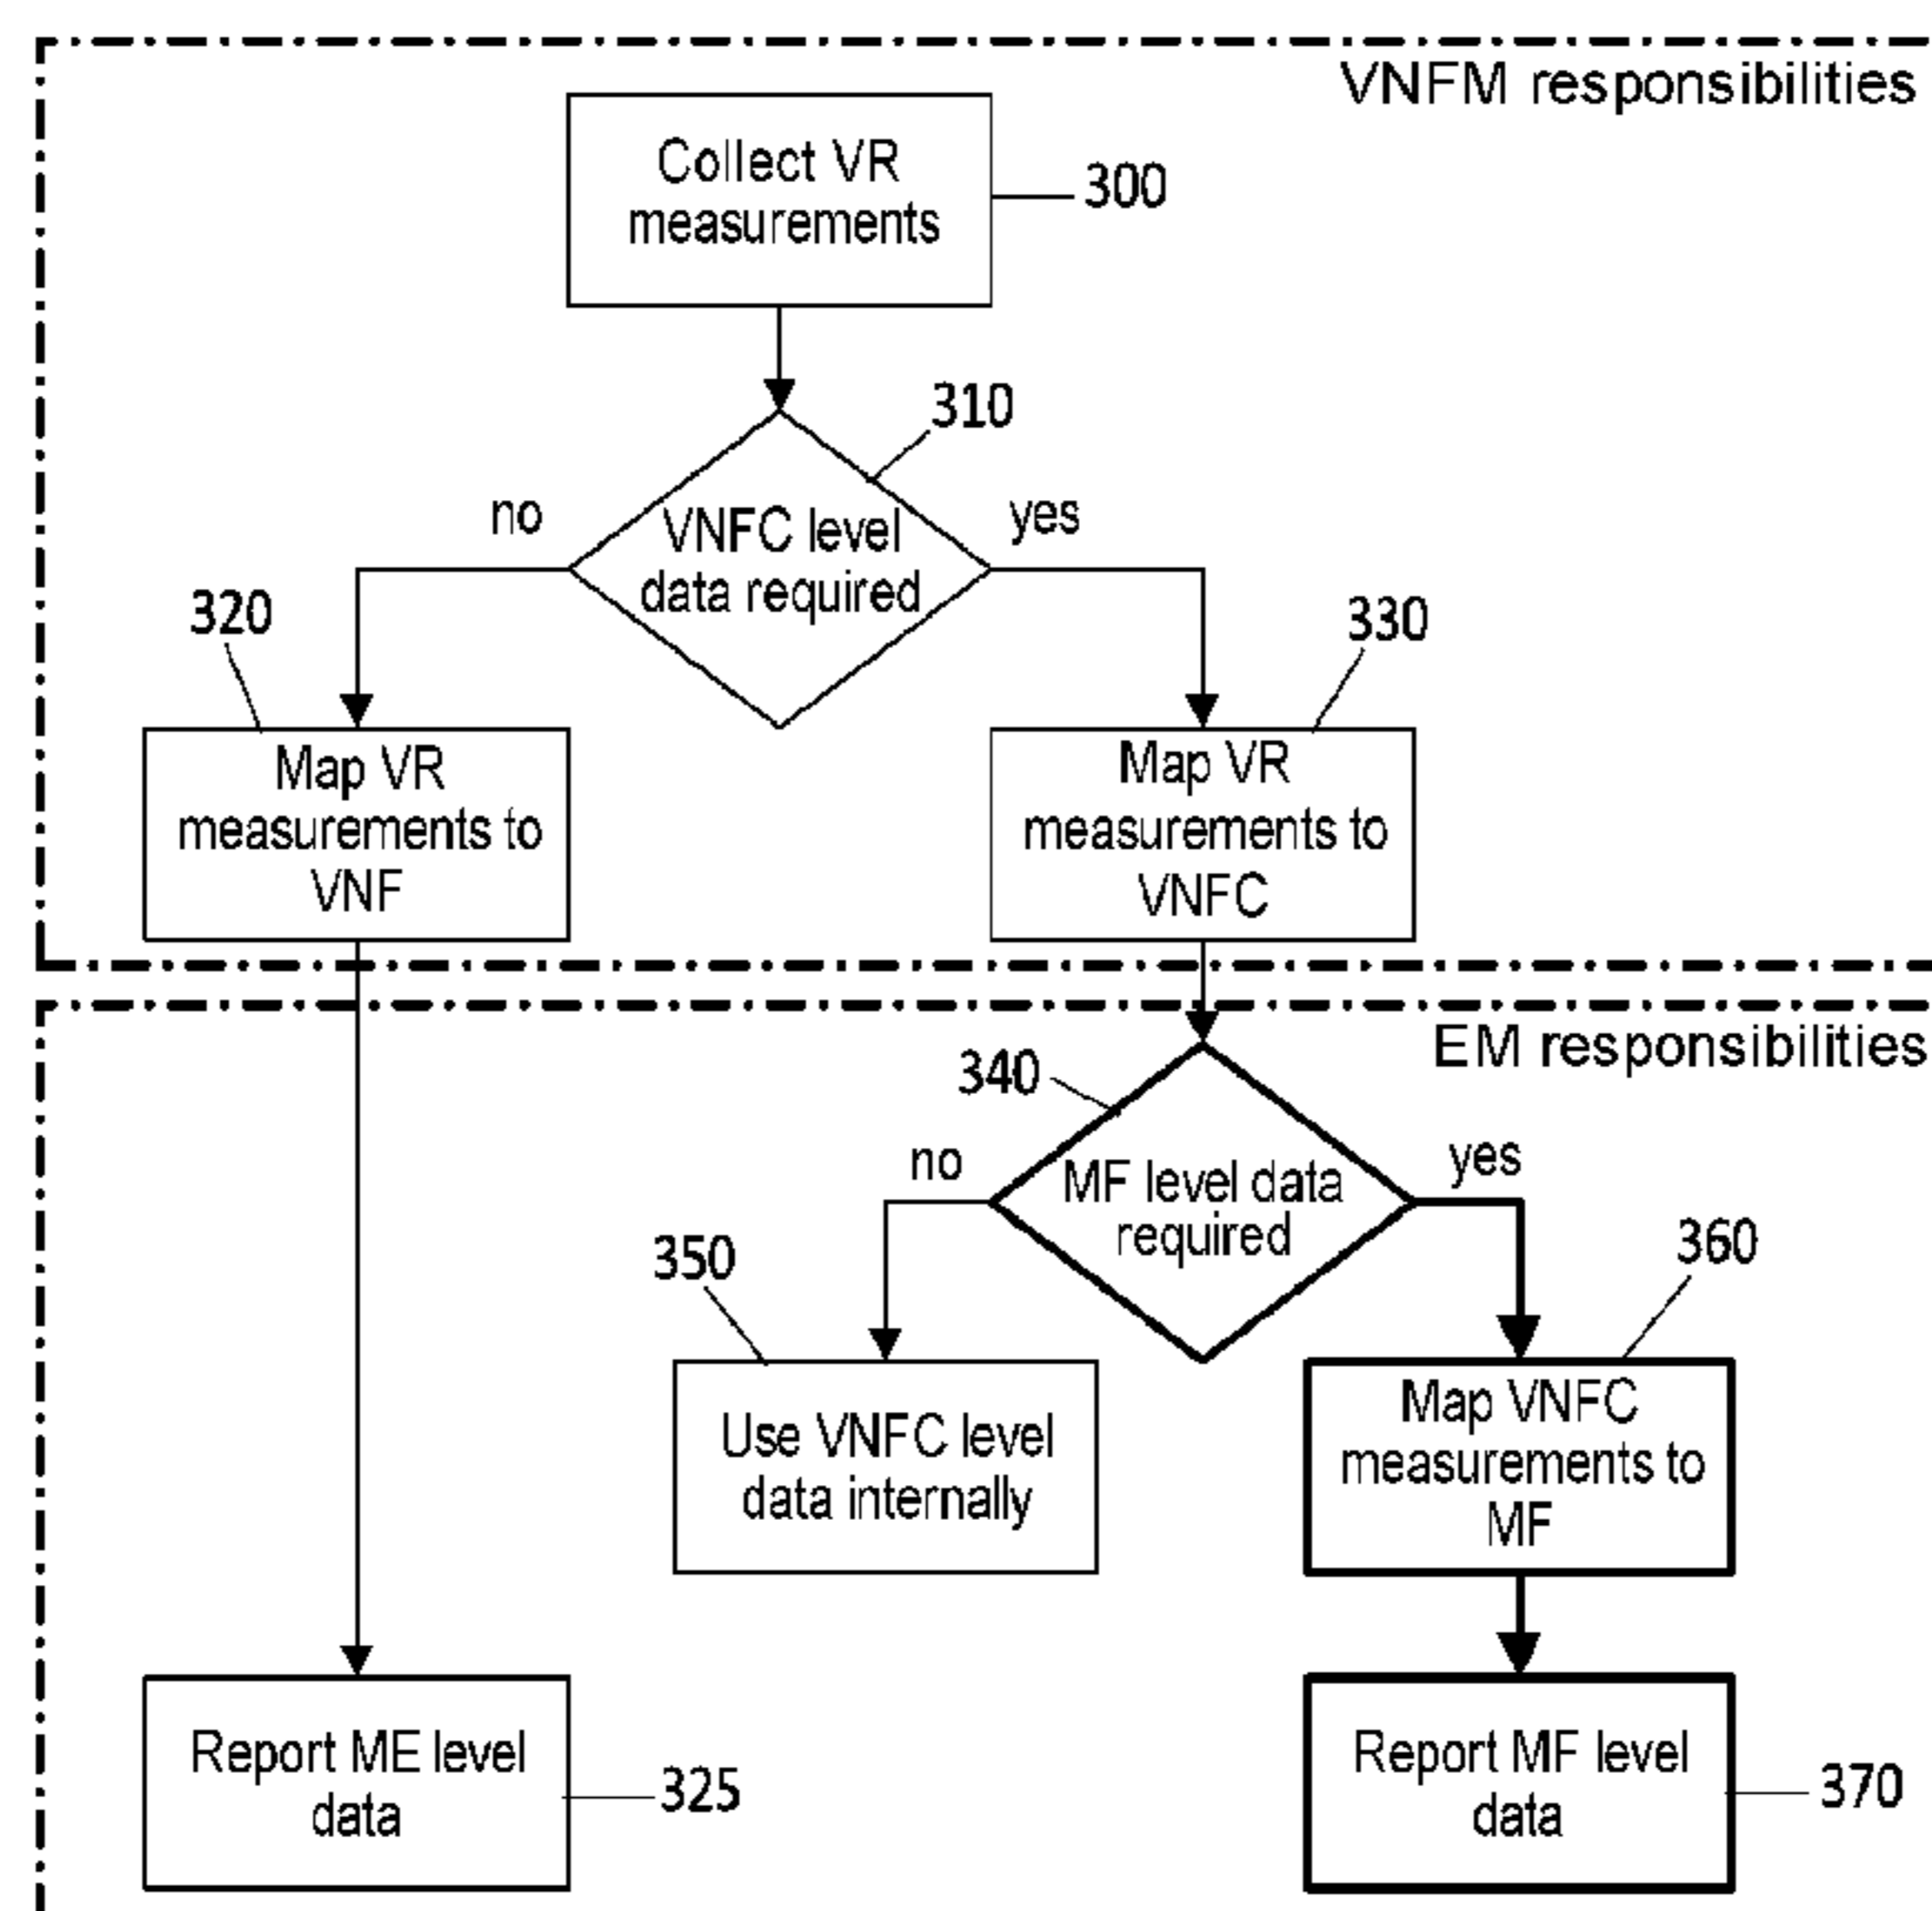 VNFM responsibilities
Collect VR
measurements
300
310
no
yes
VNFC level
data required
320
330
Map VR
measurements to
VNF
Map VR
measurements to
VNFC
EM responsibilities
340
no
yes
MF level data
required
350
360
Use VNFC level
data internally
Map VNFC
measurements to
MF
Report ME level
data
325
Report MF level
data
370